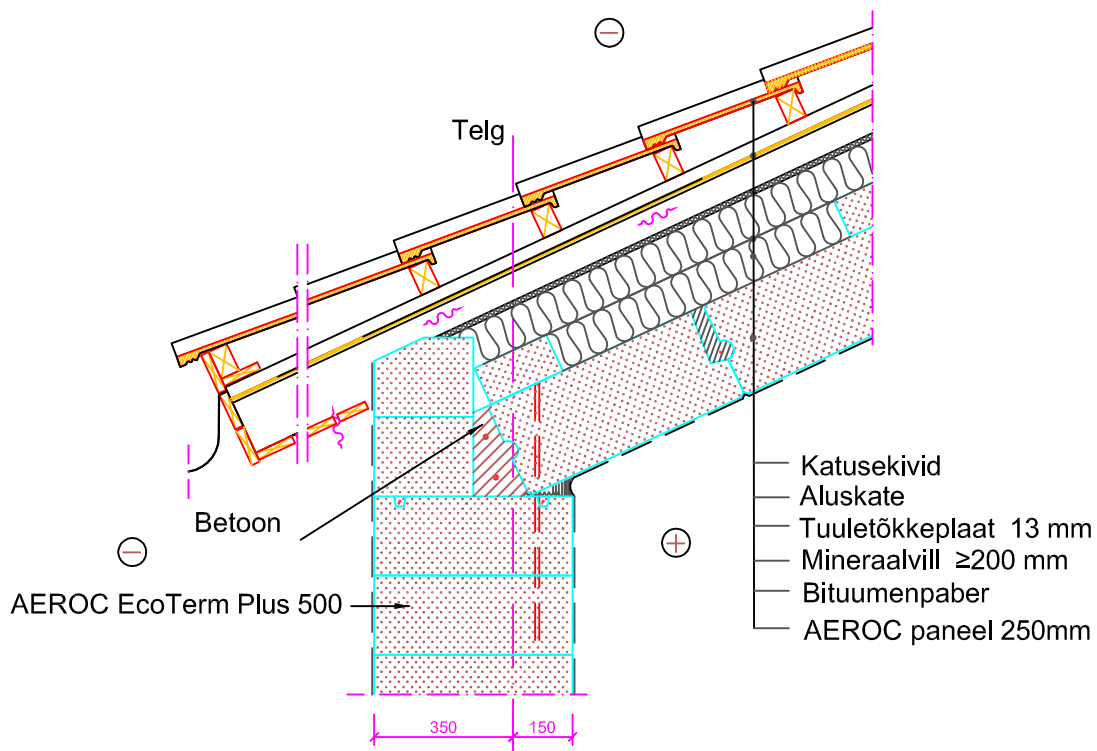 Telg
Betoon
AEROC EcoTerm Plus 500
Katusekivid
Aluskate
Tuuletõkkeplaat 13 mm
Mineraalvill ≥200 mm
Bituumenpaber
AEROC paneel 250mm
350
150